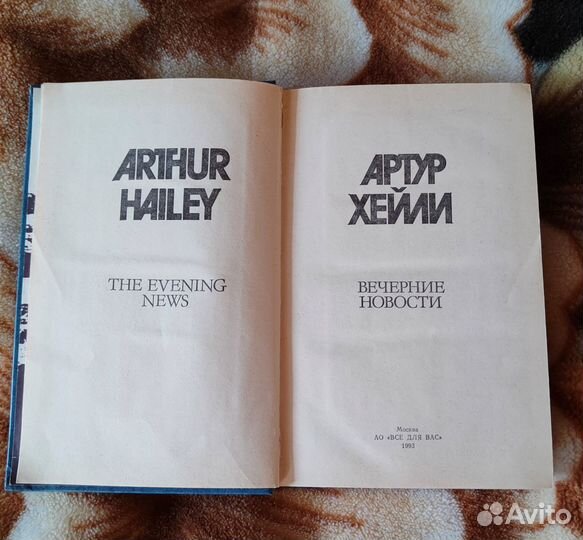 ARTHUR
HAILEY
THE EVENING
NEWS
АРТУР
ХЕЙЛИ
ВЕЧЕРНИЕ
НОВОСТИ
Москва
АО «ВСЕ ДЛЯ ВАС»
1993
Avito